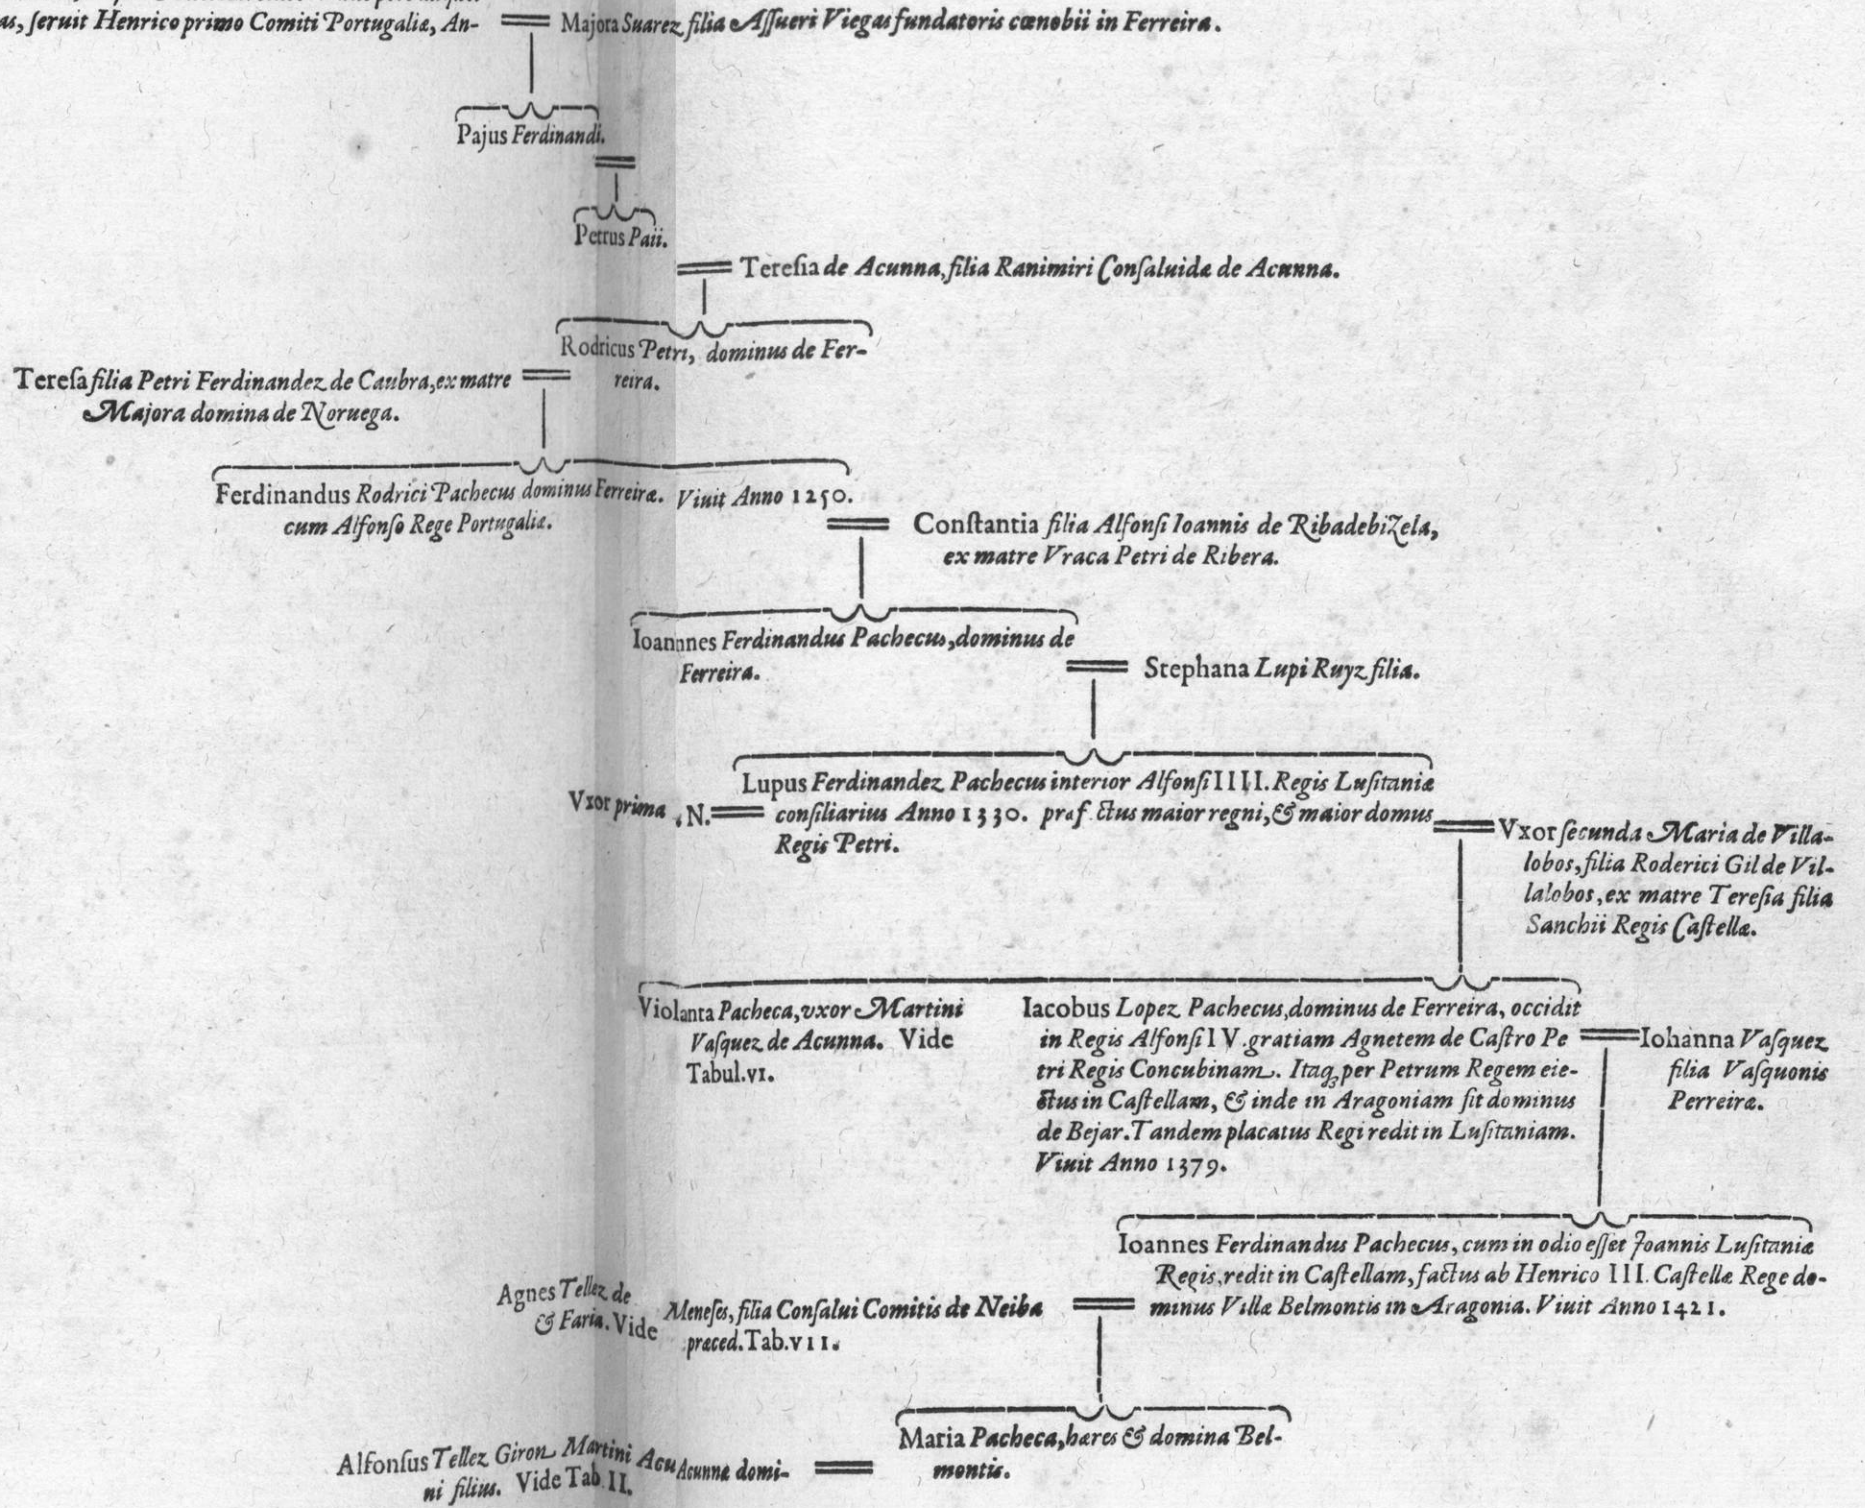 as, ſeruit Henrico primo Comiti Portugaliæ, An-
Majora Suarez filia Aſſueri Viegas fundatoris cœnobii in Ferreira.
Pajus Ferdinandi.
Petrus Paii.
Tereſia de Acunna, filia Ranimiri Conſaluidæ de Acunna.
Rodricus Petri, dominus de Fer-
reira.
Tereſa filia Petri Ferdinandez de Caubra, ex matre
Majora domina de Noruega.
Ferdinandus Rodrici Pachecus dominus Ferreiræ. Viuit Anno 1250.
cum Alfonſo Rege Portugaliæ.
Conſtantia filia Alfonſi Ioannis de Ribadebizela,
ex matre Vraca Petri de Ribera.
Ioannnes Ferdinandus Pachecus, dominus de
Ferreira.
Stephana Lupi Ruyz filia.
Lupus Ferdinandez Pachecus interior Alfonſi IIII. Regis Luſitaniæ
conſiliarius Anno 1330. præf ctus maior regni, & maior domus
Regis Petri.
Vxor prima N.
Vxor ſecunda Maria de Villa-
lobos, filia Roderici Gil de Vil-
lalobos, ex matre Tereſia filia
Sanchii Regis Caſtellæ.
Violanta Pacheca, vxor Martini
Vaſquez de Acunna. Vide
Tabul. VI.
Iacobus Lopez Pachecus, dominus de Ferreira, occidit
in Regis Alfonſi IV. gratiam Agnetem de Caſtro Pe
tri Regis Concubinam. Itaq; per Petrum Regem eie-
ctus in Caſtellam, & inde in Aragoniam fit dominus
de Bejar. Tandem placatus Regi redit in Luſitaniam.
Viuit Anno 1379.
Iohanna Vaſquez
filia Vaſquonis
Perreiræ.
Ioannes Ferdinandus Pachecus, cum in odio eſſet Joannis Luſitaniæ
Regis, redit in Caſtellam, factus ab Henrico III. Caſtellæ Rege do-
minus Villæ Belmontis in Aragonia. Viuit Anno 1421.
Agnes Tellez de Meneſes, filia Conſalui Comitis de Neiba
& Faria. Vide præced. Tab. VII.
Maria Pacheca, hæres & domina Bel-
montis.
Alfonſus Tellez Giron Martini Acu Acunnæ domi-
ni filius. Vide Tab. II.